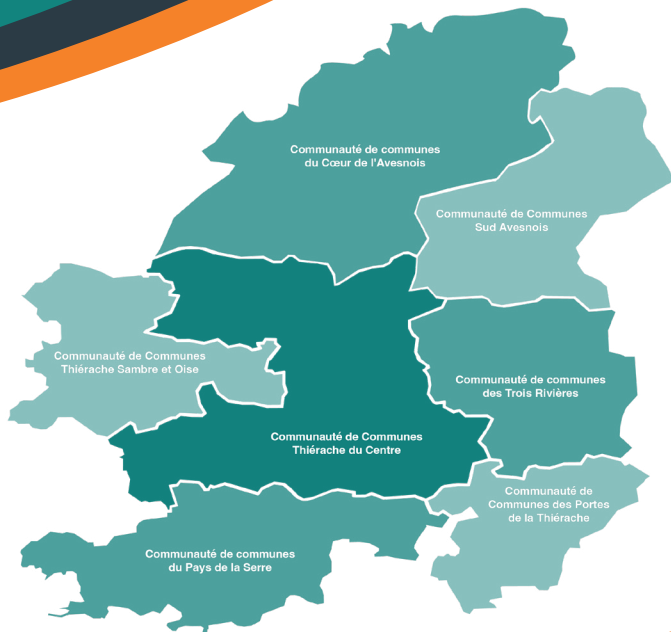 Communauté de communes
du Cœur de l'Avesnois
Communauté de Communes
Sud Avesnois
Communauté de Communes
Thiérache Sambre et Oise
Communauté de communes
des Trois Rivières
Communauté de Communes
Thiérache du Centre
Communauté de
Communes des Portes
de la Thiérache
Communauté de communes
du Pays de la Serre